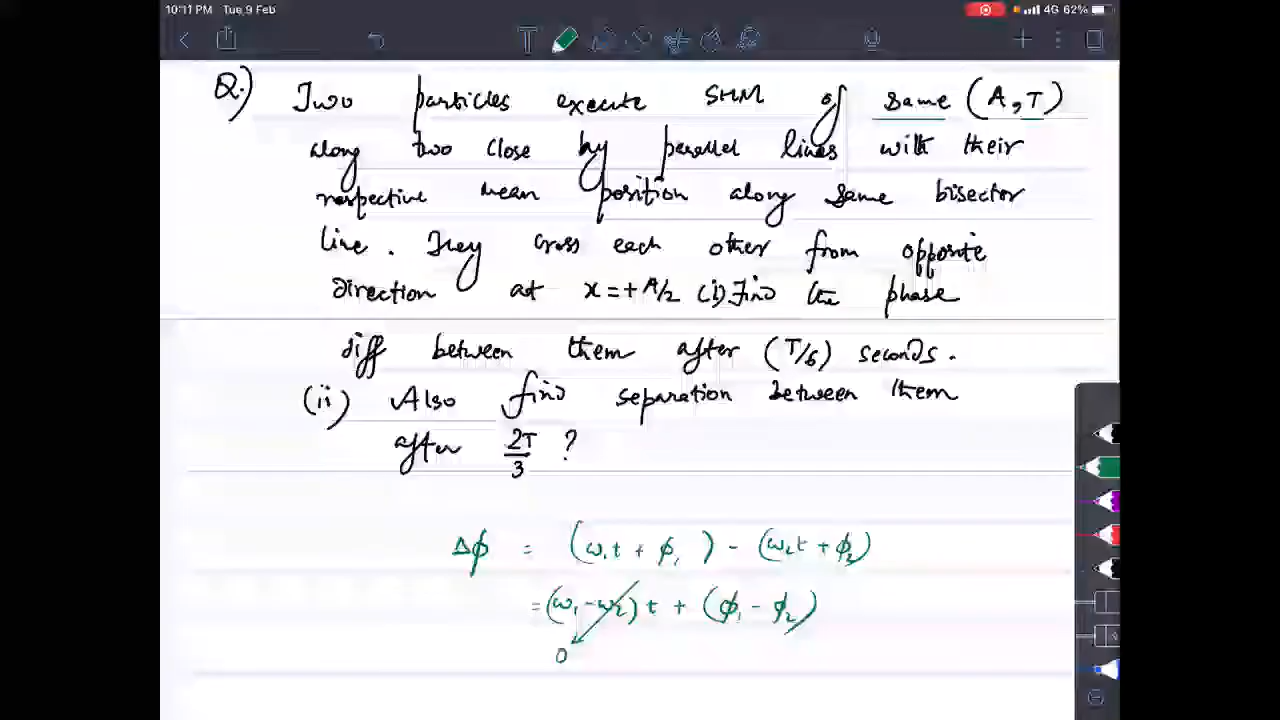 10:11 PM Tue 9 Feb 4G 62%
Q.) Two particles execute SHM of same (A, T)
along two close by parallel lines with their
respective mean position along same bisector
line. They cross each other from opposite
direction at x = + A/2 (i) Find the phase
diff between them after (T/6) seconds.
(ii) Also find separation between them
after 2T/3 ?
Δϕ = (ω₁t + ϕ₁) - (ω₂t + ϕ₂)
= (ω₁ - ω₂) t + (ϕ₁ - ϕ₂)
0